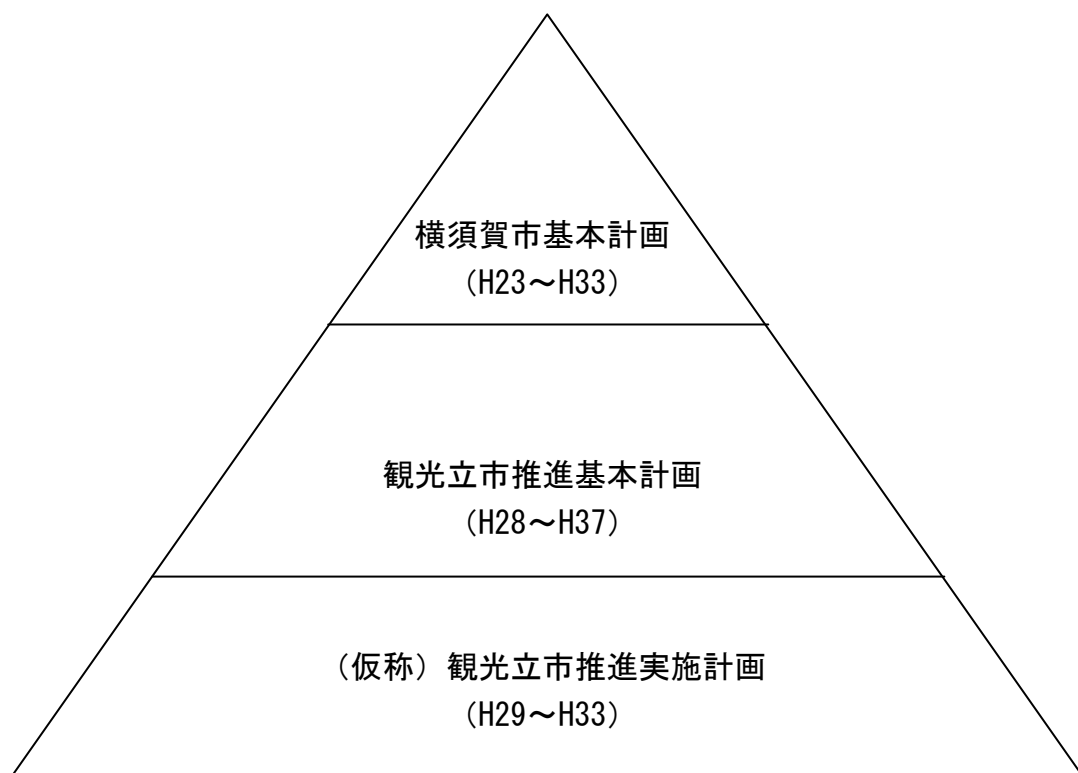 横須賀市基本計画
（H23～H33）
観光立市推進基本計画
（H28～H37）
（仮称）観光立市推進実施計画
（H29～H33）